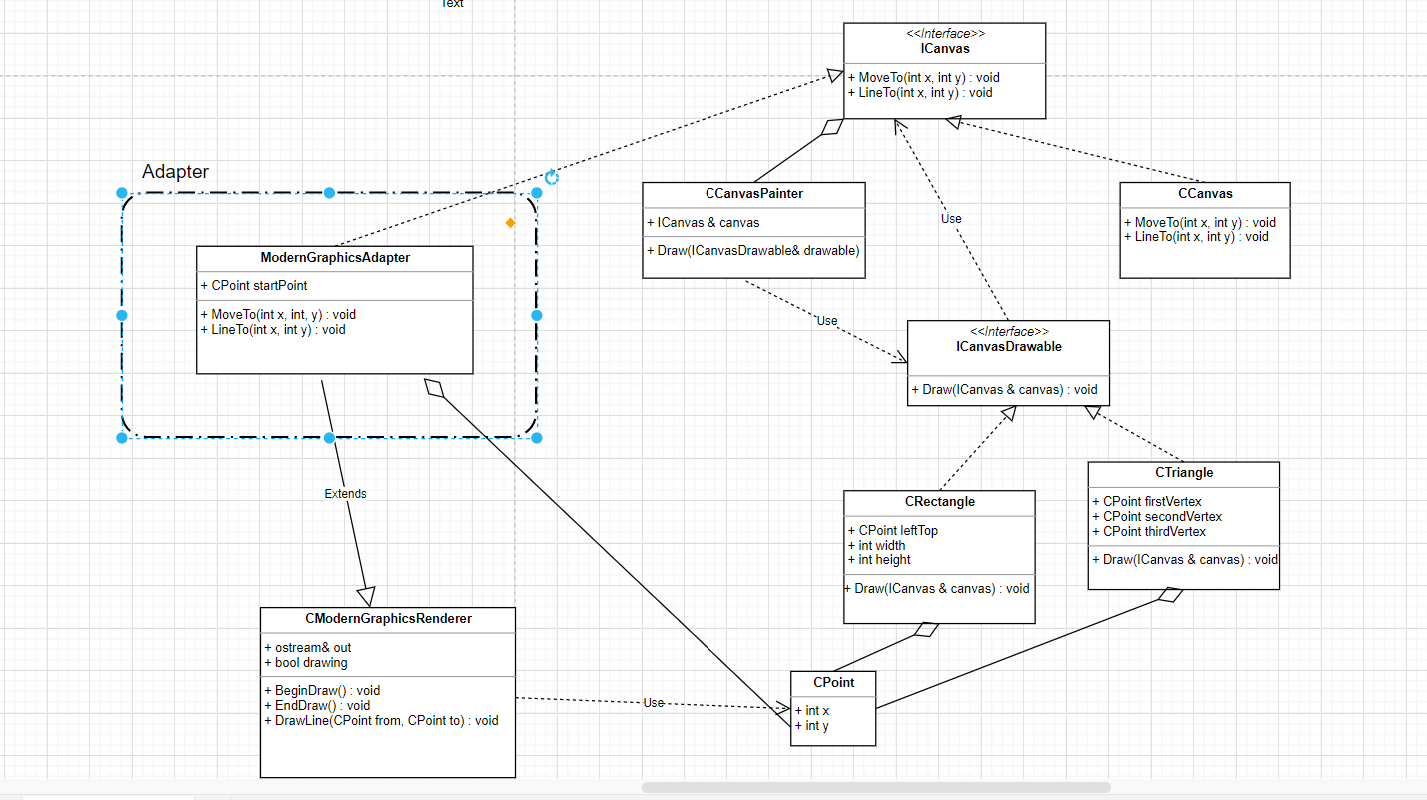 Text
<<Interface>>
ICanvas
+ MoveTo(int x, int y) : void
+ LineTo(int x, int y) : void
Adapter
CCanvasPainter
+ ICanvas & canvas
+ Draw(ICanvasDrawable& drawable)
CCanvas
+ MoveTo(int x, int y) : void
+ LineTo(int x, int y) : void
Use
ModernGraphicsAdapter
+ CPoint startPoint
+ MoveTo(int x, int, y) : void
+ LineTo(int x, int y) : void
Use
<<Interface>>
ICanvasDrawable
+ Draw(ICanvas & canvas) : void
Extends
CRectangle
+ CPoint leftTop
+ int width
+ int height
+ Draw(ICanvas & canvas) : void
CTriangle
+ CPoint firstVertex
+ CPoint secondVertex
+ CPoint thirdVertex
+ Draw(ICanvas & canvas) : void
CModernGraphicsRenderer
+ ostream& out
+ bool drawing
+ BeginDraw() : void
+ EndDraw() : void
+ DrawLine(CPoint from, CPoint to) : void
Use
CPoint
+ int x
+ int y